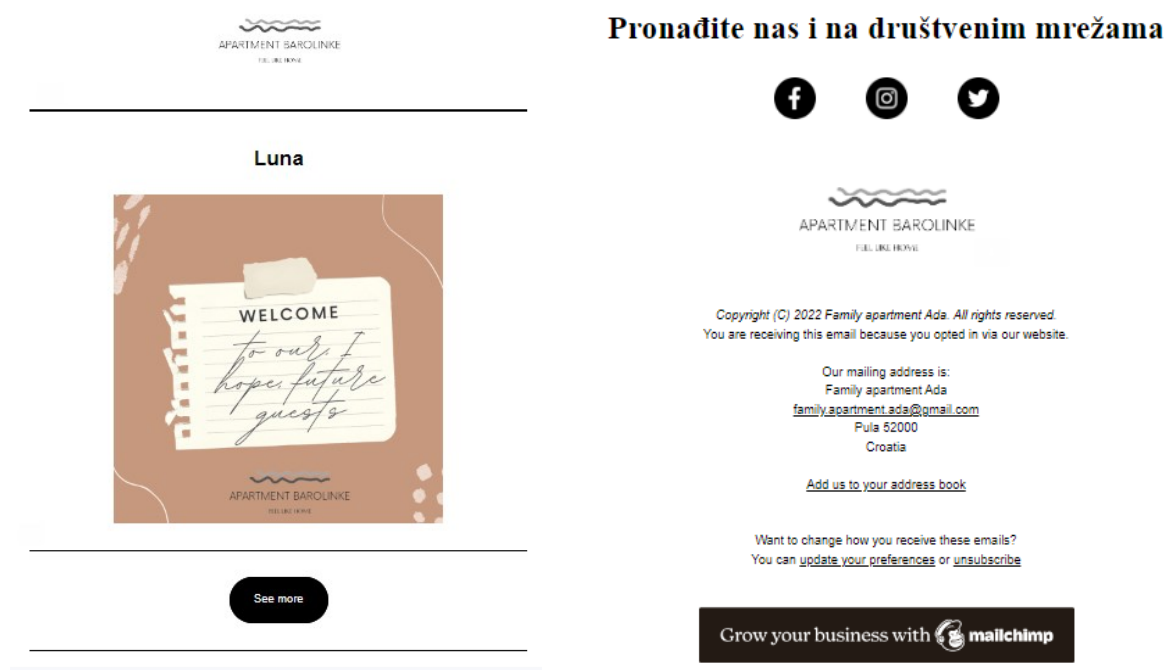 APARTMENT BAROLINKE
FEEL LIKE HOME
Luna
WELCOME
to our, I
hope, future
guests
APARTMENT BAROLINKE
FEEL LIKE HOME
See more
Pronađite nas i na društvenim mrežama
APARTMENT BAROLINKE
FEEL LIKE HOME
Copyright (C) 2022 Family apartment Ada. All rights reserved.
You are receiving this email because you opted in via our website.
Our mailing address is:
Family apartment Ada
family.apartment.ada@gmail.com
Pula 52000
Croatia
Add us to your address book
Want to change how you receive these emails?
You can update your preferences or unsubscribe
Grow your business with mailchimp